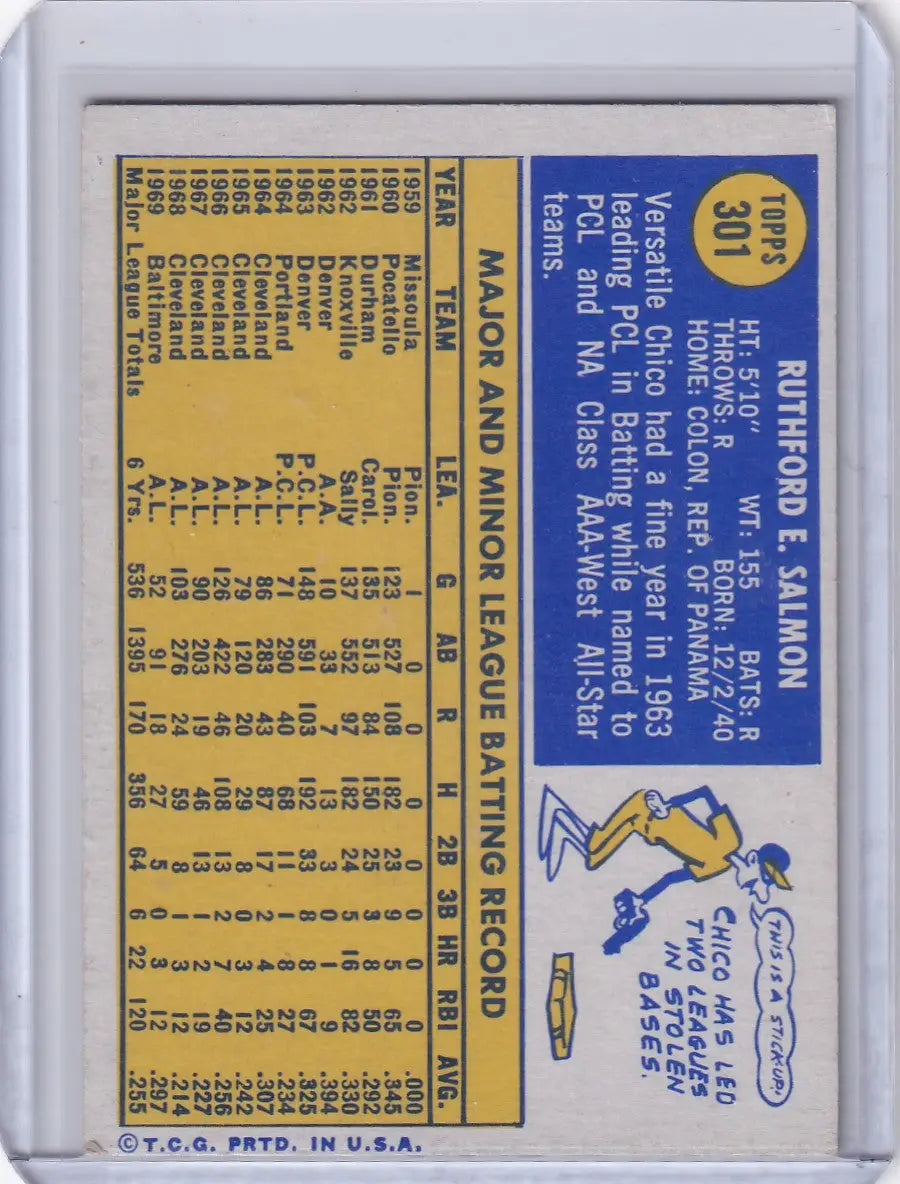 TOPPS
301
RUTHFORD E. SALMON
HT: 5'10" WT: 155 BATS: R
THROWS: R BORN: 12/2/40
HOME: COLON, REP. OF PANAMA
Versatile Chico had a fine year in 1963
leading PCL in Batting while named to
PCL and NA Class AAA-West All-Star
teams.
THIS IS A STICKUP!
CHICO HAS LED
TWO LEAGUES
IN STOLEN
BASES.
MAJOR AND MINOR LEAGUE BATTING RECORD
YEAR TEAM LEA. G AB R H 2B 3B HR RBI AVG.
1959 Missoula Pion. 1 0 0 0 0 0 0 0 .000
1960 Pocatello Pion. 123 527 108 182 23 9 5 65 .345
1961 Durham Carol. 135 513 84 150 25 3 8 50 .292
1962 Knoxville Sally 137 552 97 182 24 5 16 82 .330
1962 Denver A.A. 10 33 7 13 3 0 1 9 .394
1963 Denver P.C.L. 148 591 103 192 33 8 8 67 .325
1964 Portland P.C.L. 71 290 40 68 11 1 8 27 .234
1964 Cleveland A.L. 86 283 43 87 17 2 4 25 .307
1965 Cleveland A.L. 79 120 20 29 8 0 3 12 .242
1966 Cleveland A.L. 126 422 46 108 13 2 7 40 .256
1967 Cleveland A.L. 90 203 19 46 13 1 2 19 .227
1968 Cleveland A.L. 103 276 24 59 8 1 3 12 .214
1969 Baltimore A.L. 52 91 18 27 5 0 3 12 .297
Major League Totals 6 Yrs. 536 1395 170 356 64 6 22 120 .255
©T.C.G. PRTD. IN U.S.A.